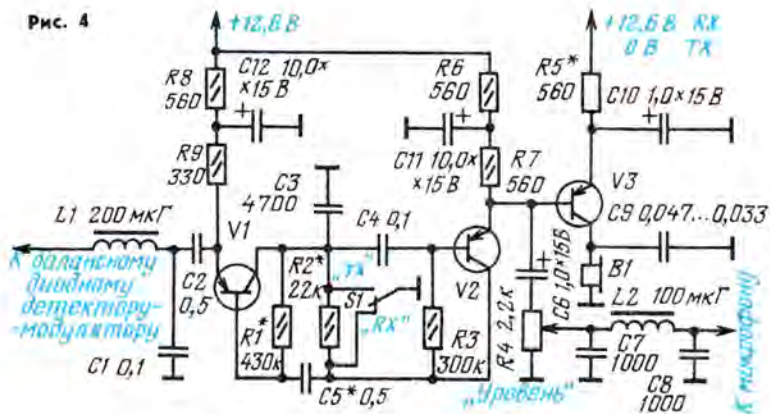 Рис. 4
+12,6 В
+12,6 В RX
0 В TX
R8
560
C12 10,0×
×15 В
R6
560
R5*
560
C10 1,0×15 В
R9
330
C3
4700
C11 10,0×
×15 В
R7
560
V3
L1 200 мкГ
V1
C4 0,1
C9 0,047...0,033
К балансному
диодному
детектору-
-модулятору
C2
0,5
R2*
22к
„TX"
S1
„RX"
V2
C6 1,0×15В
B1
L2 100 мкГ
R1*
430к
R3
300к
R4 2,2к
C1 0,1
C5* 0,5
„Уровень"
C7
1000
C8
1000
К микрофону